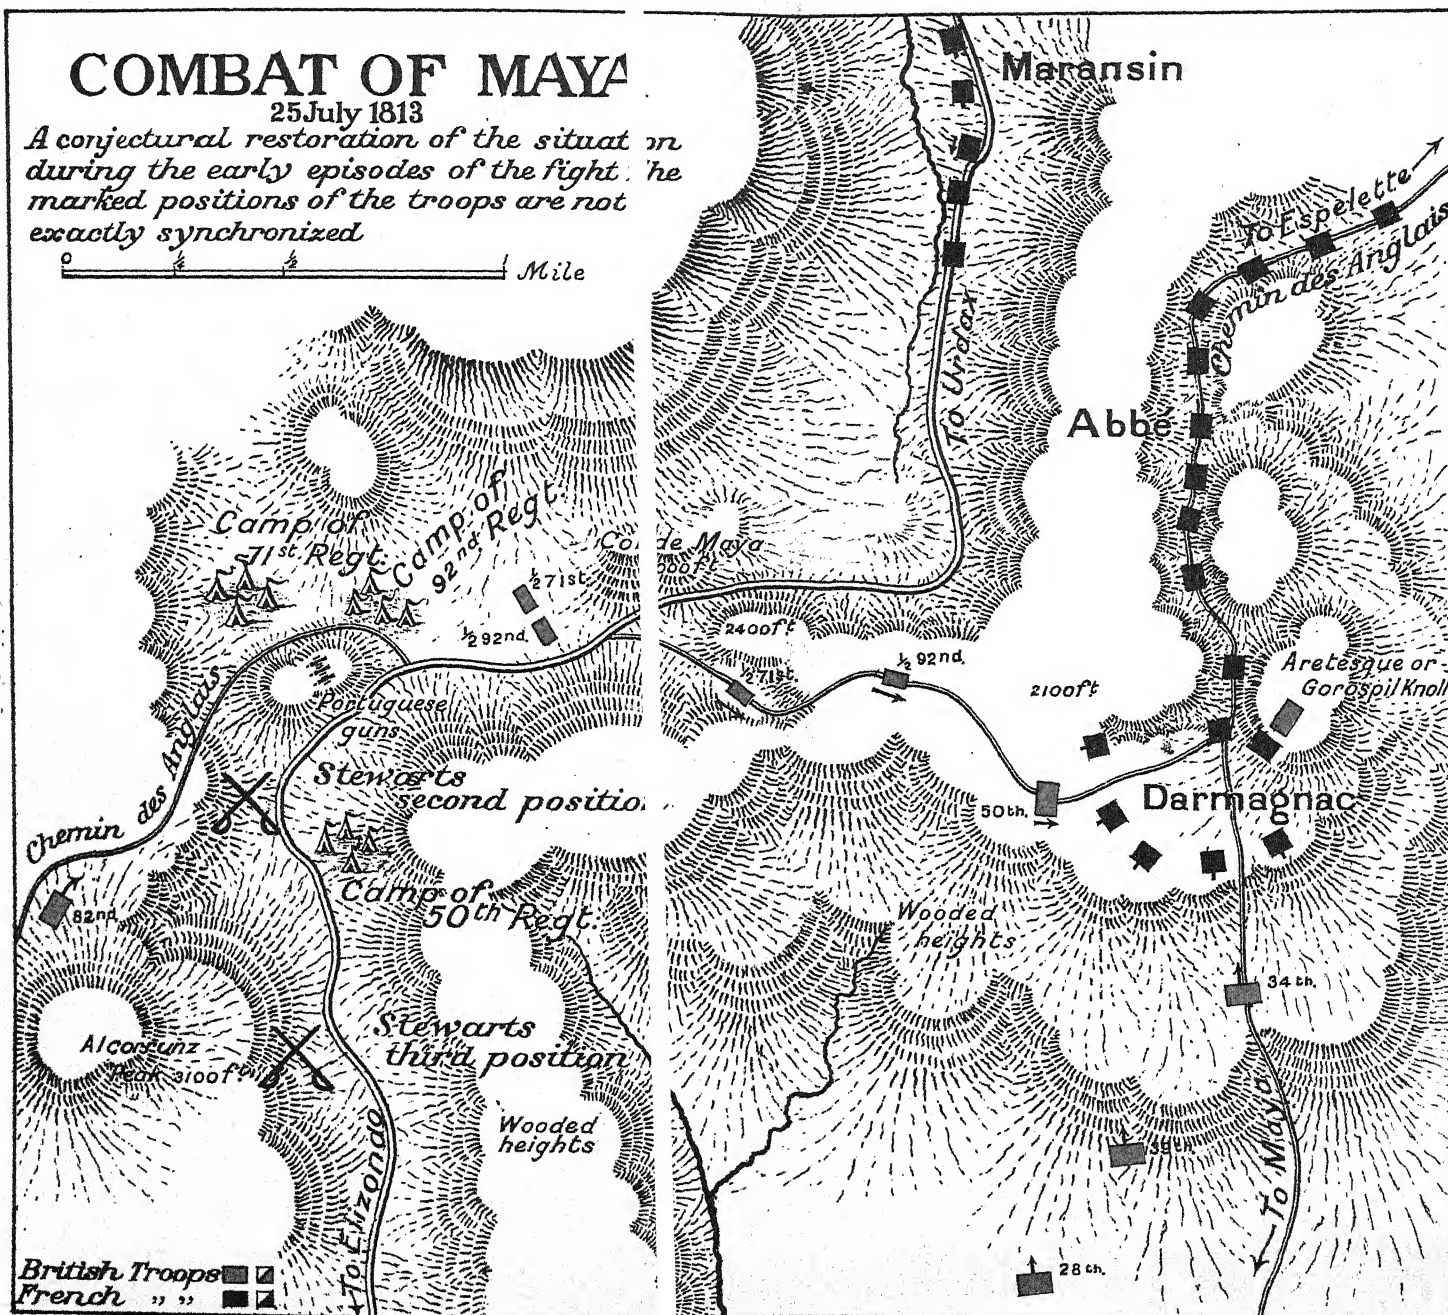 COMBAT OF MAYA
25 July 1813
A conjectural restoration of the situat on
during the early episodes of the fight. he
marked positions of the troops are not
exactly synchronized
0 ¼ ½ 1 Mile
Maransin
To Espelette
Chemin des Anglais
To Urdax
Abbé
Camp of
71st Regt.
Camp of
92nd Regt.
Col de Maya
½ 71st.
½ 92nd.
2400ft
½ 71st.
½ 92nd.
2100ft
Aretesque or
Gorospil Knoll
Portuguese
guns
Chemin des Anglais
Stewarts
second positio
50th.
Darmagnac
82nd
Camp of
50th Regt.
Wooded
heights
34th.
Stewarts
third position
Peak 3100ft
Wooded
heights
39th.
To Maya
To Elizondo
28th.
British Troops
French „ „